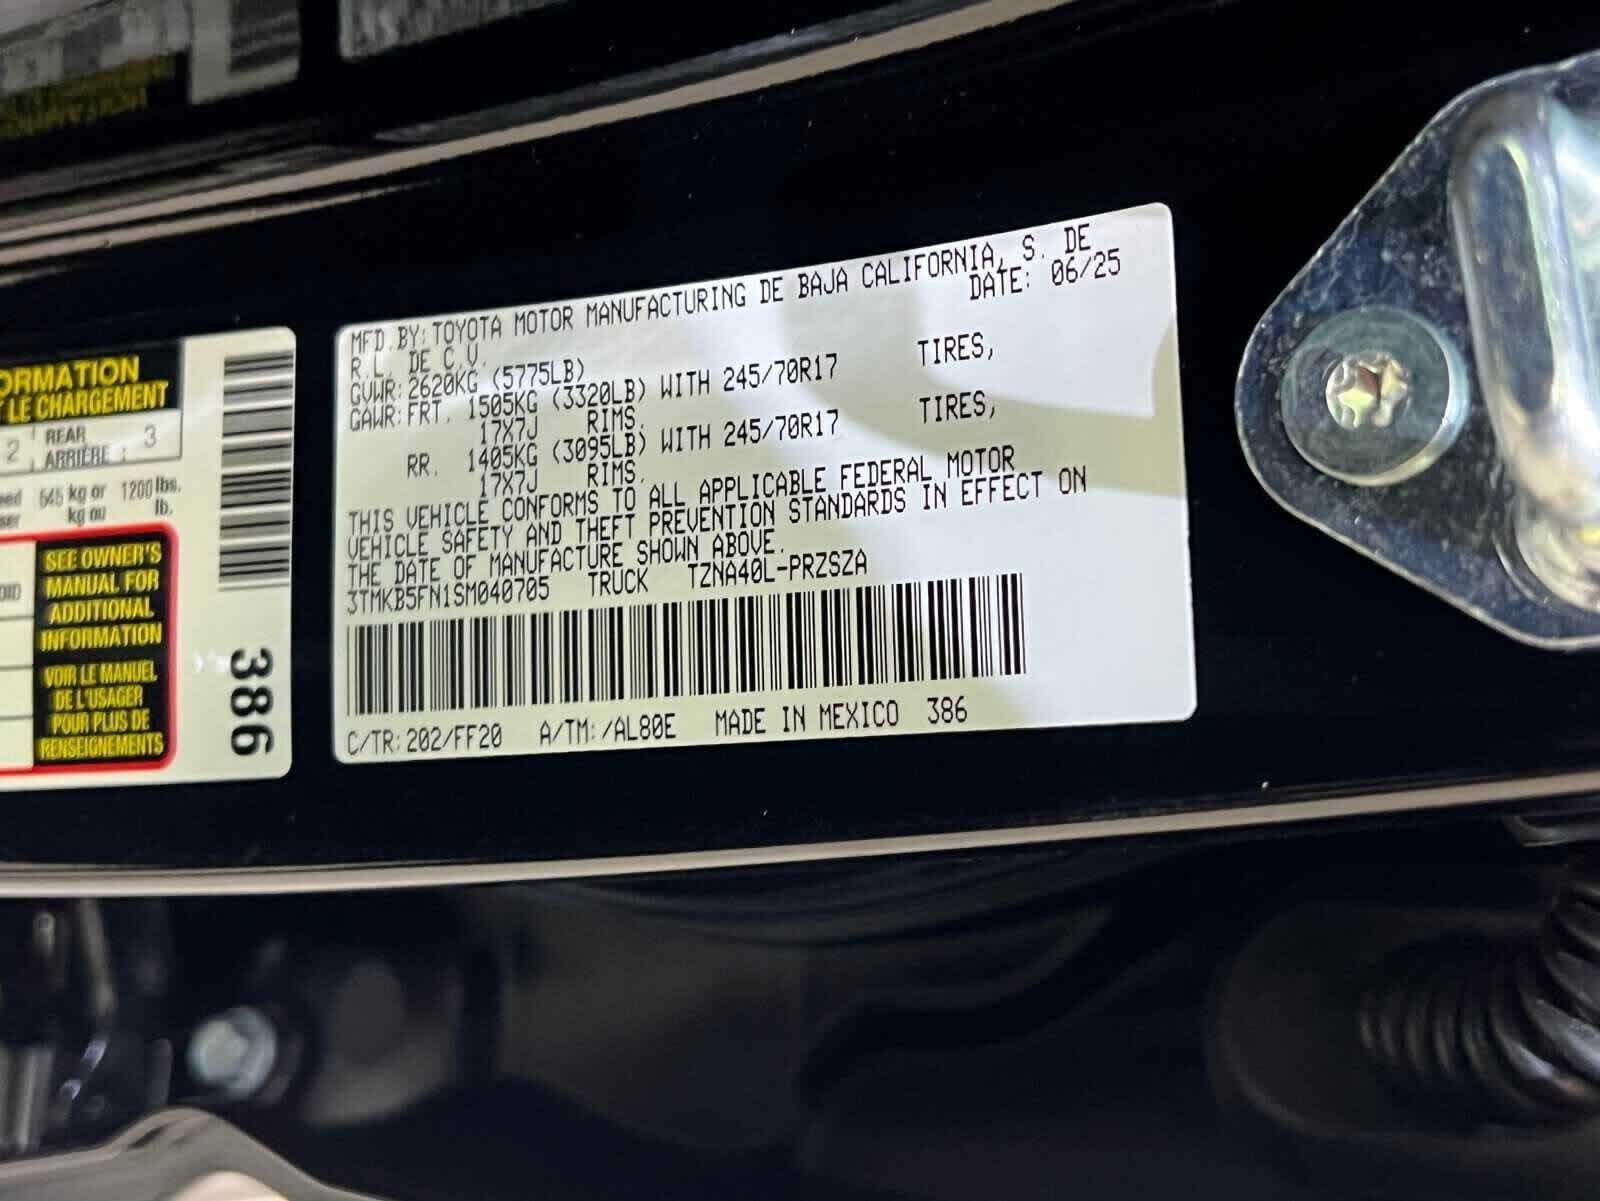 MFD. BY: TOYOTA MOTOR MANUFACTURING DE BAJA CALIFORNIA, S. DE
R.L. DE C.V. DATE: 06/25
GVWR: 2620KG (5775LB)
GAWR: FRT. 1505KG (3320LB) WITH 245/70R17 TIRES,
17X7J RIMS.
RR. 1405KG (3095LB) WITH 245/70R17 TIRES,
17X7J RIMS.
THIS VEHICLE CONFORMS TO ALL APPLICABLE FEDERAL MOTOR
VEHICLE SAFETY AND THEFT PREVENTION STANDARDS IN EFFECT ON
THE DATE OF MANUFACTURE SHOWN ABOVE.
3TMKB5FN1SM040705 TRUCK TZNA40L-PRZSZA
C/TR: 202/FF20 A/TM: /AL80E MADE IN MEXICO 386
ORMATION
LE CHARGEMENT
2 REAR 3
ARRIÈRE :
545 kg or 1200 lbs.
kg ou lb.
SEE OWNER'S
MANUAL FOR
ADDITIONAL
INFORMATION
VOIR LE MANUEL
DE L'USAGER
POUR PLUS DE
RENSEIGNEMENTS
386